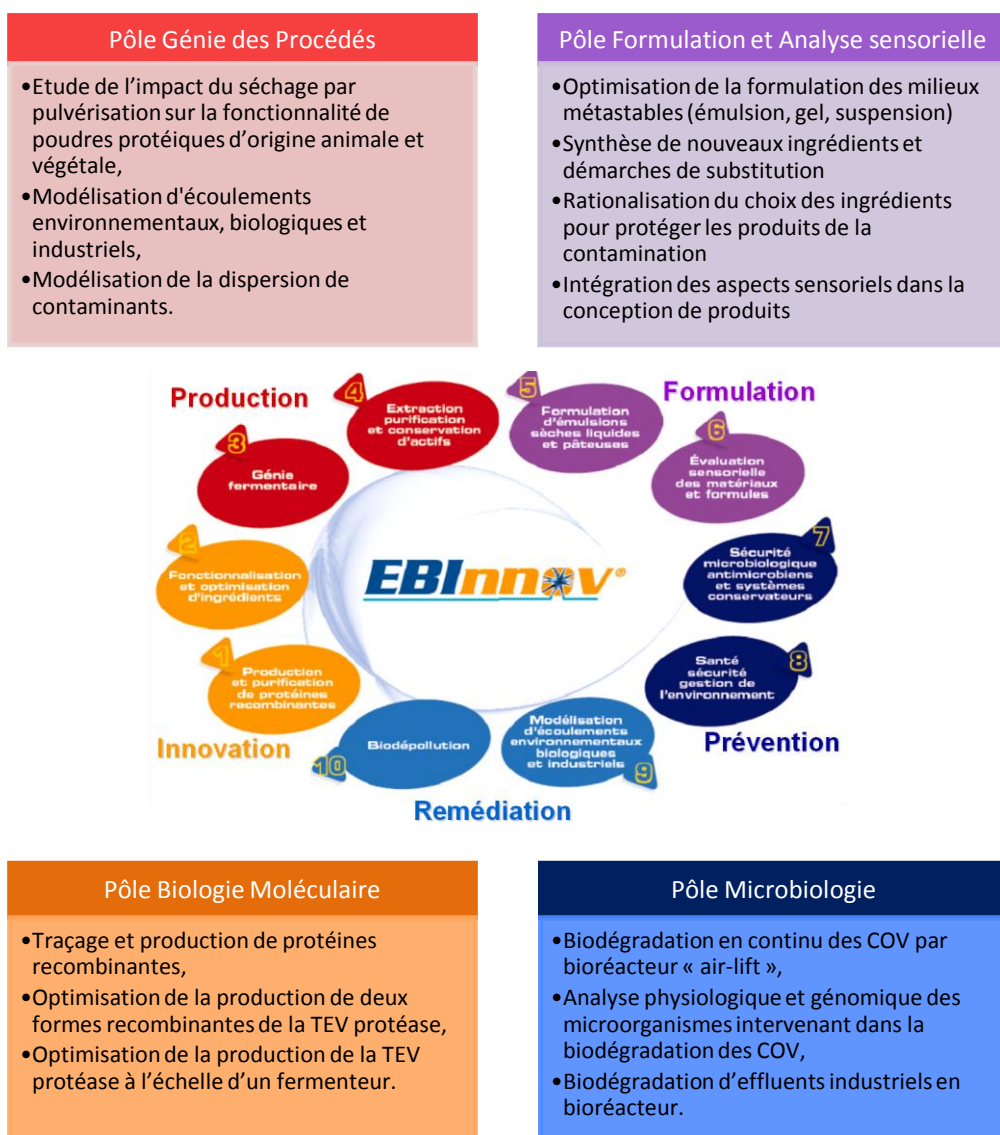 Pôle Génie des Procédés
•Etude de l'impact du séchage par
pulvérisation sur la fonctionnalité de
poudres protéiques d'origine animale et
végétale,
•Modélisation d'écoulements
environnementaux, biologiques et
industriels,
•Modélisation de la dispersion de
contaminants.
Pôle Formulation et Analyse sensorielle
•Optimisation de la formulation des milieux
métastables (émulsion, gel, suspension)
•Synthèse de nouveaux ingrédients et
démarches de substitution
•Rationalisation du choix des ingrédients
pour protéger les produits de la
contamination
•Intégration des aspects sensoriels dans la
conception de produits
Production
4
Extraction
purification
et conservation
d'actifs
5
Formulation
d'émulsions
sèches liquides
et pâteuses
Formulation
3
Génie
fermentaire
6
Évaluation
sensorielle
des matériaux
et formules
2
Fonctionnalisation
et optimisation
d'ingrédients
EBInnov®
7
Sécurité
microbiologique
antimicrobiens
et systèmes
conservateurs
1
Production
et purification
de protéines
recombinantes
8
Santé
sécurité
gestion de
l'environnement
Innovation
10
Biodépollution
Modélisation
d'écoulements
environnementaux
biologiques
et industriels
9
Prévention
Remédiation
Pôle Biologie Moléculaire
•Traçage et production de protéines
recombinantes,
•Optimisation de la production de deux
formes recombinantes de la TEV protéase,
•Optimisation de la production de la TEV
protéase à l'échelle d'un fermenteur.
Pôle Microbiologie
•Biodégradation en continu des COV par
bioréacteur « air-lift »,
•Analyse physiologique et génomique des
microorganismes intervenant dans la
biodégradation des COV,
•Biodégradation d'effluents industriels en
bioréacteur.